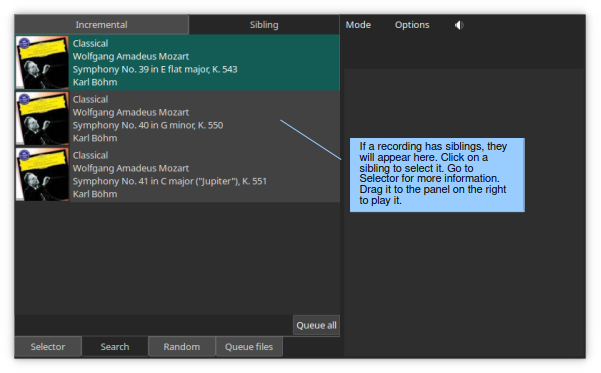 Incremental
Sibling
Mode
Options
Classical
Wolfgang Amadeus Mozart
Symphony No. 39 in E flat major, K. 543
Karl Böhm
Classical
Wolfgang Amadeus Mozart
Symphony No. 40 in G minor, K. 550
Karl Böhm
Classical
Wolfgang Amadeus Mozart
Symphony No. 41 in C major ("Jupiter"), K. 551
Karl Böhm
If a recording has siblings, they
will appear here. Click on a
sibling to select it. Go to
Selector for more information.
Drag it to the panel on the right
to play it.
Queue all
Selector
Search
Random
Queue files